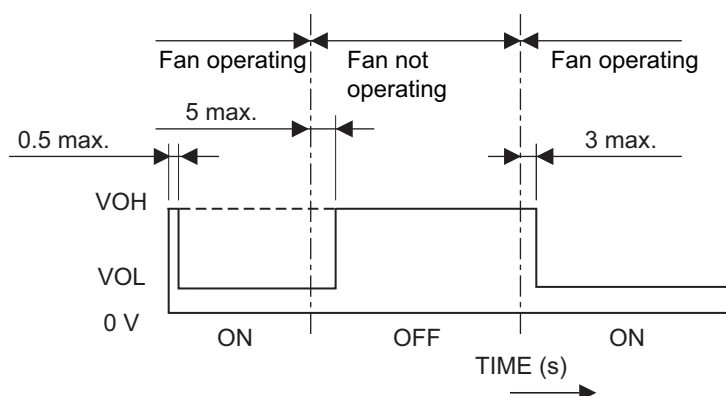 Fan operating
Fan not
operating
Fan operating
5 max.
0.5 max.
3 max.
VOH
VOL
0 V
ON
OFF
ON
TIME (s)